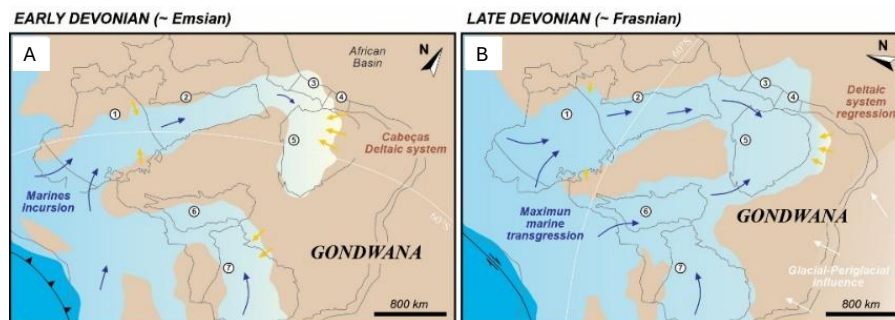 EARLY DEVONIAN (~ Emsian)
A
African
Basin
N
3
4
2
1
5
Cabeças
Deltaic system
Marines
incursion
60°S
6
GONDWANA
7
800 km
LATE DEVONIAN (~ Frasnian)
B
60°S
N
3
4
2
1
Deltaic
system
regression
5
Maximun
marine
transgression
6
GONDWANA
7
Glacial-Periglacial
Influence
800 km